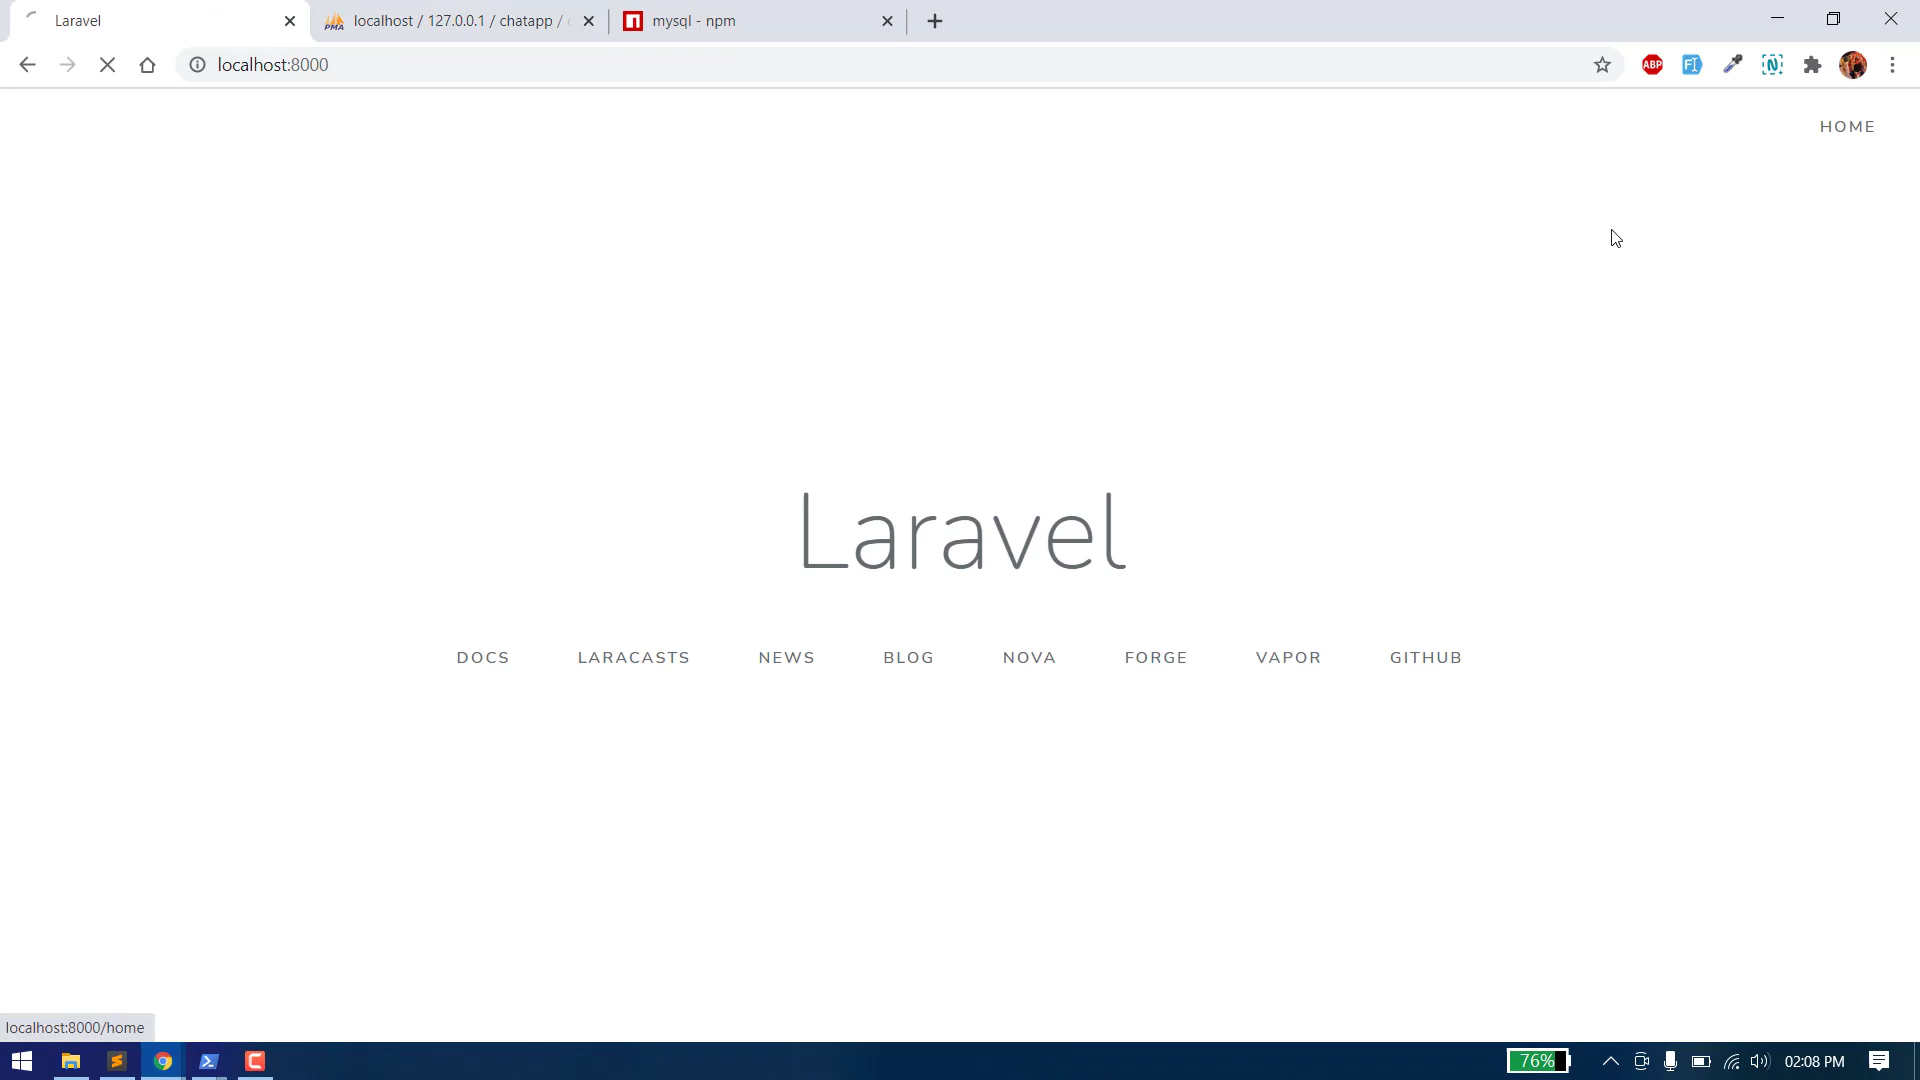 Laravel
localhost / 127.0.0.1 / chatapp /
mysql - npm
localhost:8000
ABP
HOME
Laravel
DOCS LARACASTS NEWS BLOG NOVA FORGE VAPOR GITHUB
localhost:8000/home
76%
02:08 PM